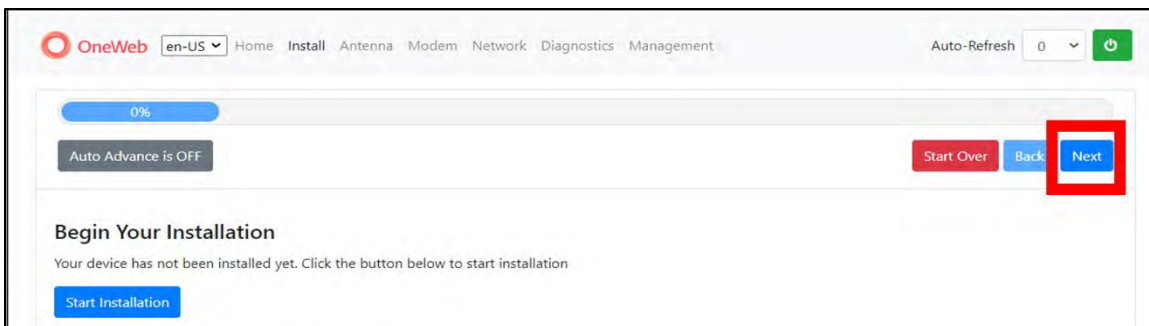 OneWeb en-US Home Install Antenna Modem Network Diagnostics Management Auto-Refresh 0
0%
Auto Advance is OFF Start Over Back Next
Begin Your Installation
Your device has not been installed yet. Click the button below to start installation
Start Installation